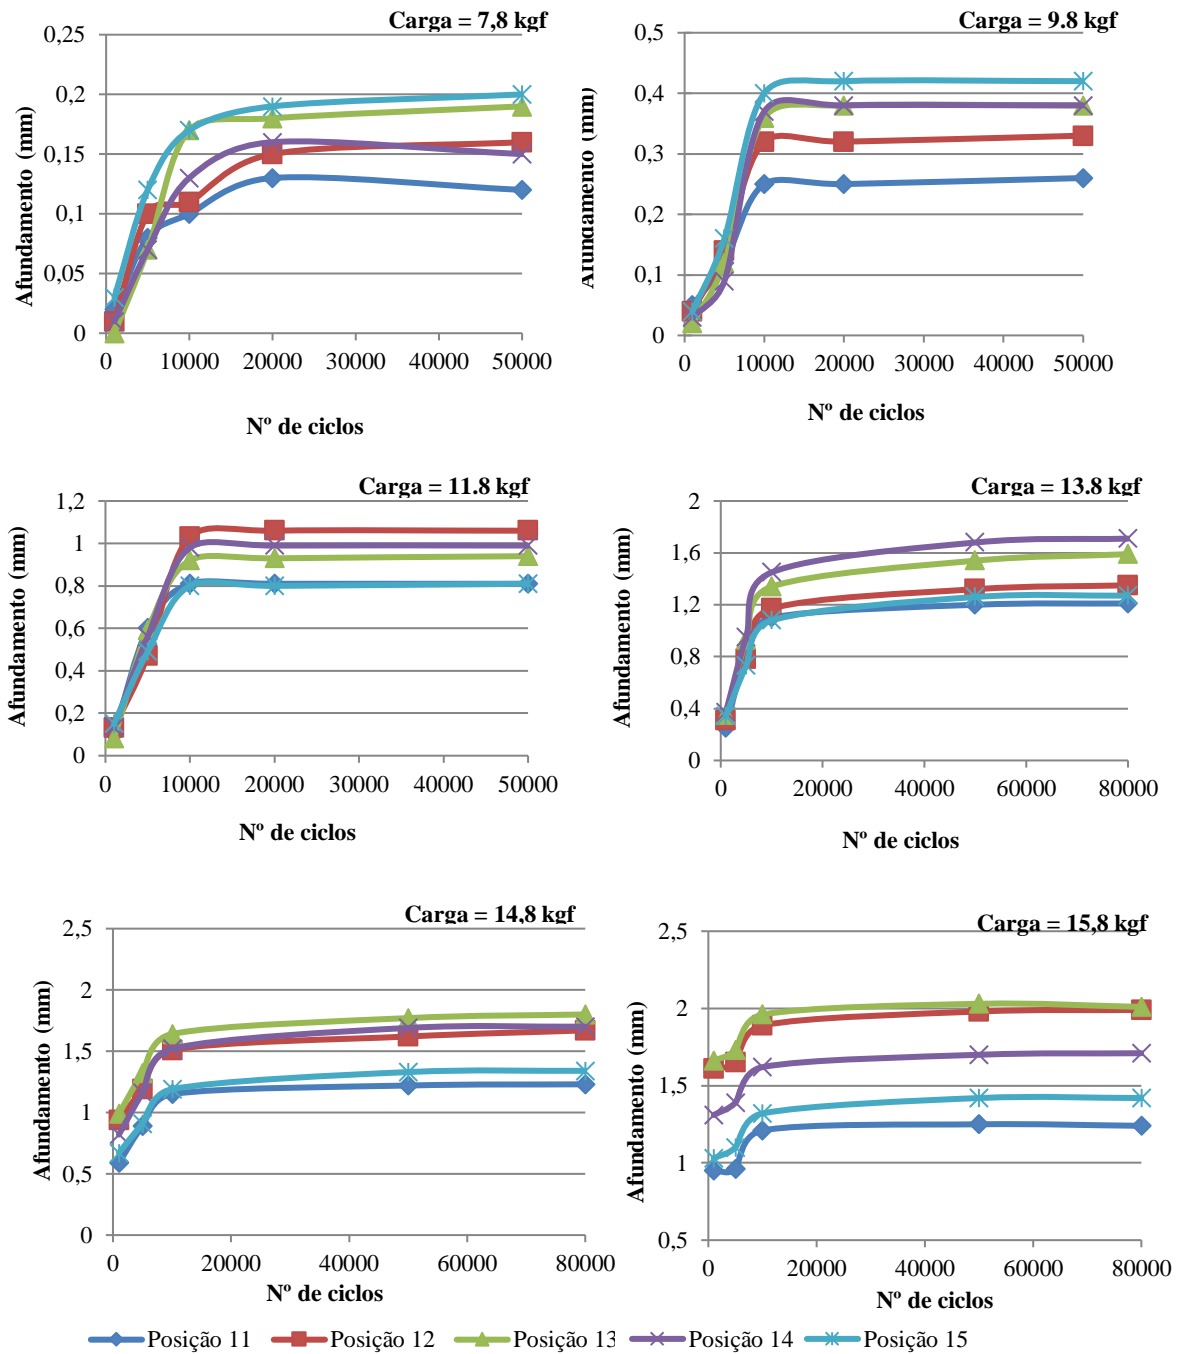 Carga = 7,8 kgf
0,25
0,2
0,15
0,1
0,05
0
Afundamento (mm)
0 10000 20000 30000 40000 50000
Nº de ciclos
Carga = 9.8 kgf
0,5
0,4
0,3
0,2
0,1
0
Afundamento (mm)
0 10000 20000 30000 40000 50000
Nº de ciclos
Carga = 11.8 kgf
1,2
1
0,8
0,6
0,4
0,2
0
Afundamento (mm)
0 10000 20000 30000 40000 50000
Nº de ciclos
Carga = 13.8 kgf
2
1,6
1,2
0,8
0,4
0
Afundamento (mm)
0 20000 40000 60000 80000
Nº de ciclos
Carga = 14,8 kgf
2,5
2
1,5
1
0,5
0
Afundamento (mm)
0 20000 40000 60000 80000
Nº de ciclos
Carga = 15,8 kgf
2,5
2
1,5
1
0,5
Afundamento (mm)
0 20000 40000 60000 80000
Nº de ciclos
Posição 11 Posição 12 Posição 13 Posição 14 Posição 15